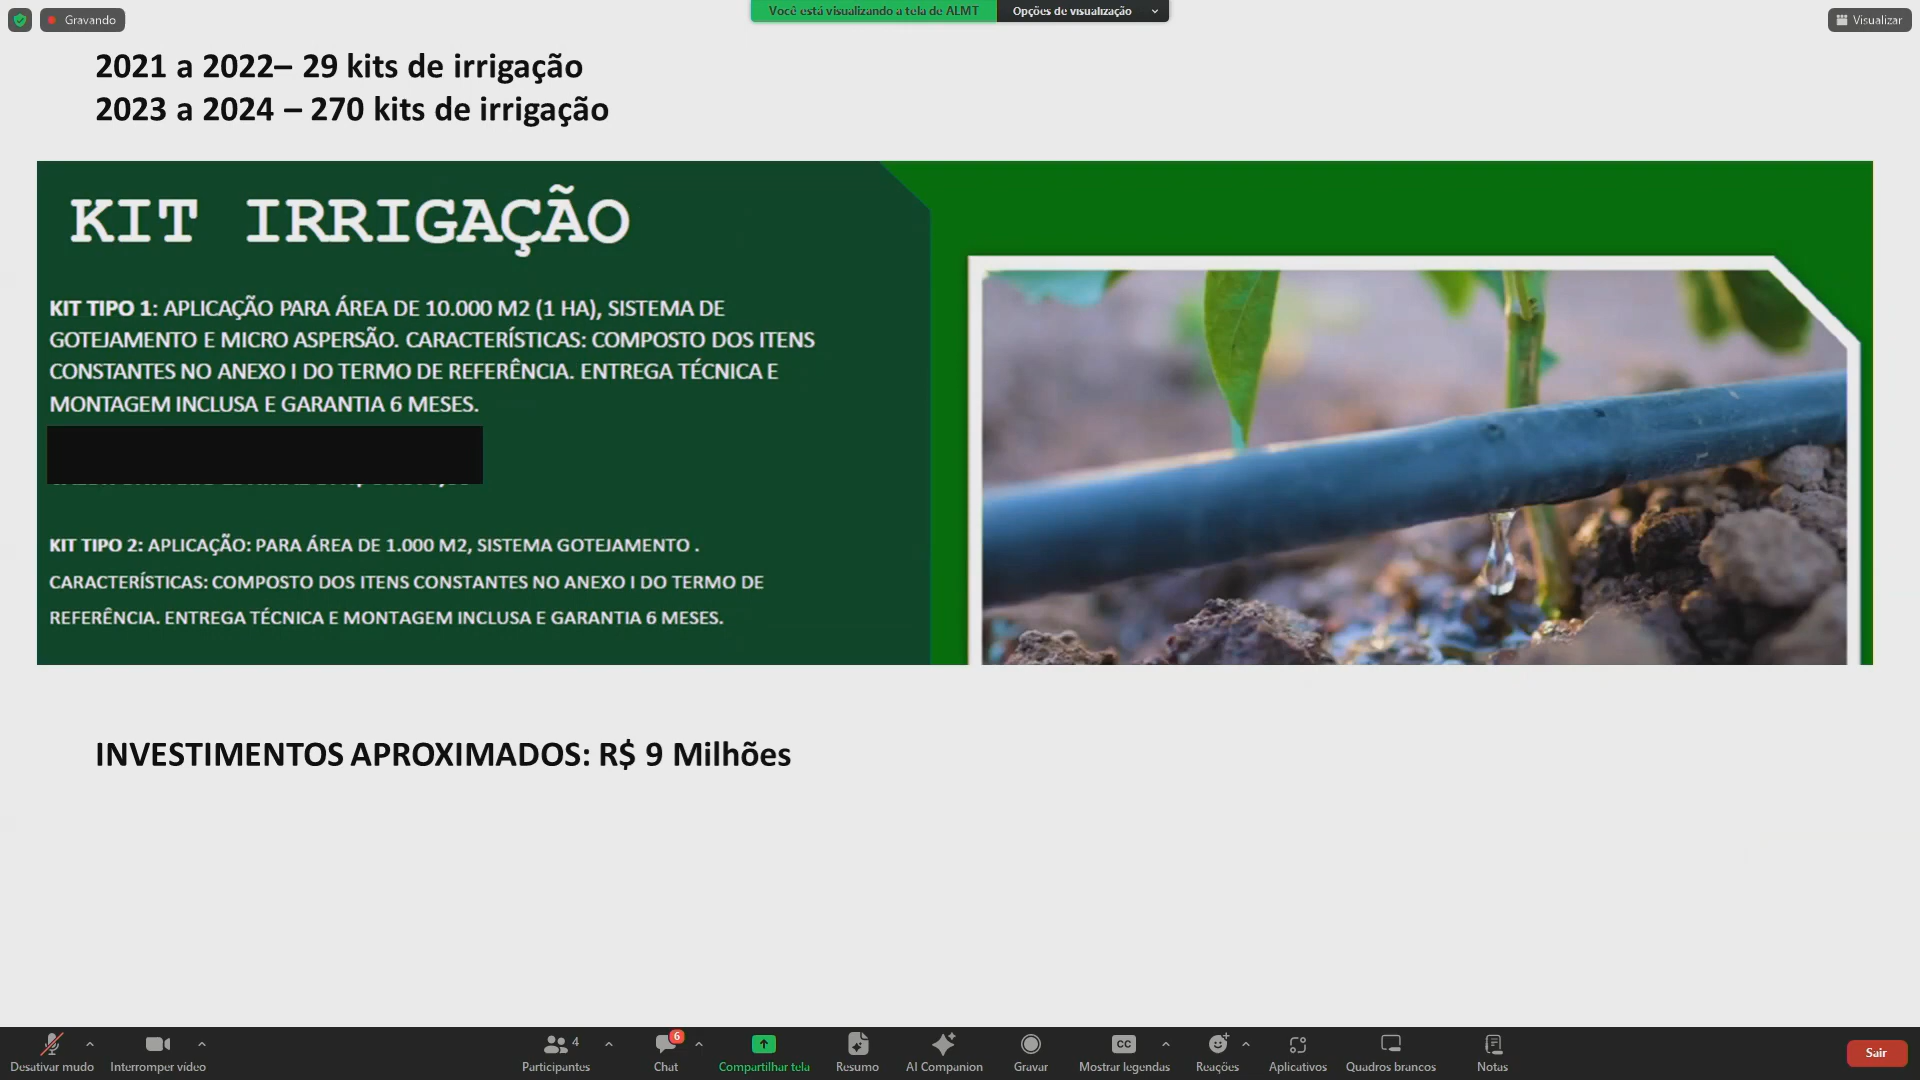 Gravando
Você está visualizando a tela de ALMT
Opções de visualização
Visualizar
2021 a 2022– 29 kits de irrigação
2023 a 2024 – 270 kits de irrigação
KIT IRRIGAÇÃO
KIT TIPO 1: APLICAÇÃO PARA ÁREA DE 10.000 M2 (1 HA), SISTEMA DE
GOTEJAMENTO E MICRO ASPERSÃO. CARACTERÍSTICAS: COMPOSTO DOS ITENS
CONSTANTES NO ANEXO I DO TERMO DE REFERÊNCIA. ENTREGA TÉCNICA E
MONTAGEM INCLUSA E GARANTIA 6 MESES.
KIT TIPO 2: APLICAÇÃO: PARA ÁREA DE 1.000 M2, SISTEMA GOTEJAMENTO .
CARACTERÍSTICAS: COMPOSTO DOS ITENS CONSTANTES NO ANEXO I DO TERMO DE
REFERÊNCIA. ENTREGA TÉCNICA E MONTAGEM INCLUSA E GARANTIA 6 MESES.
INVESTIMENTOS APROXIMADOS: R$ 9 Milhões
4
6
CC
Desativar mudo
Interromper vídeo
Participantes
Chat
Compartilhar tela
Resumo
AI Companion
Gravar
Mostrar legendas
Reações
Aplicativos
Quadros brancos
Notas
Sair